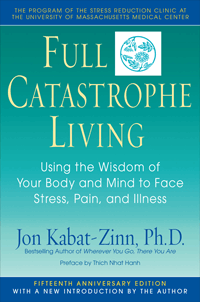 THE PROGRAM OF THE STRESS REDUCTION CLINIC AT
THE UNIVERSITY OF MASSACHUSETTS MEDICAL CENTER
FULL
CATASTROPHE
LIVING
Using the Wisdom of
Your Body and Mind to Face
Stress, Pain, and Illness
Jon Kabat-Zinn, Ph.D.
Bestselling Author of Wherever You Go, There You Are
Preface by Thich Nhat Hanh
FIFTEENTH ANNIVERSARY EDITION
WITH A NEW INTRODUCTION BY THE AUTHOR